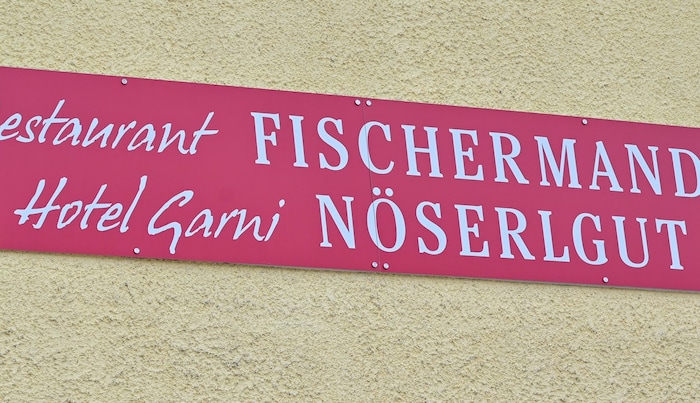 estaurant FISCHERMAND
Hotel Garni NÖSERLGUT